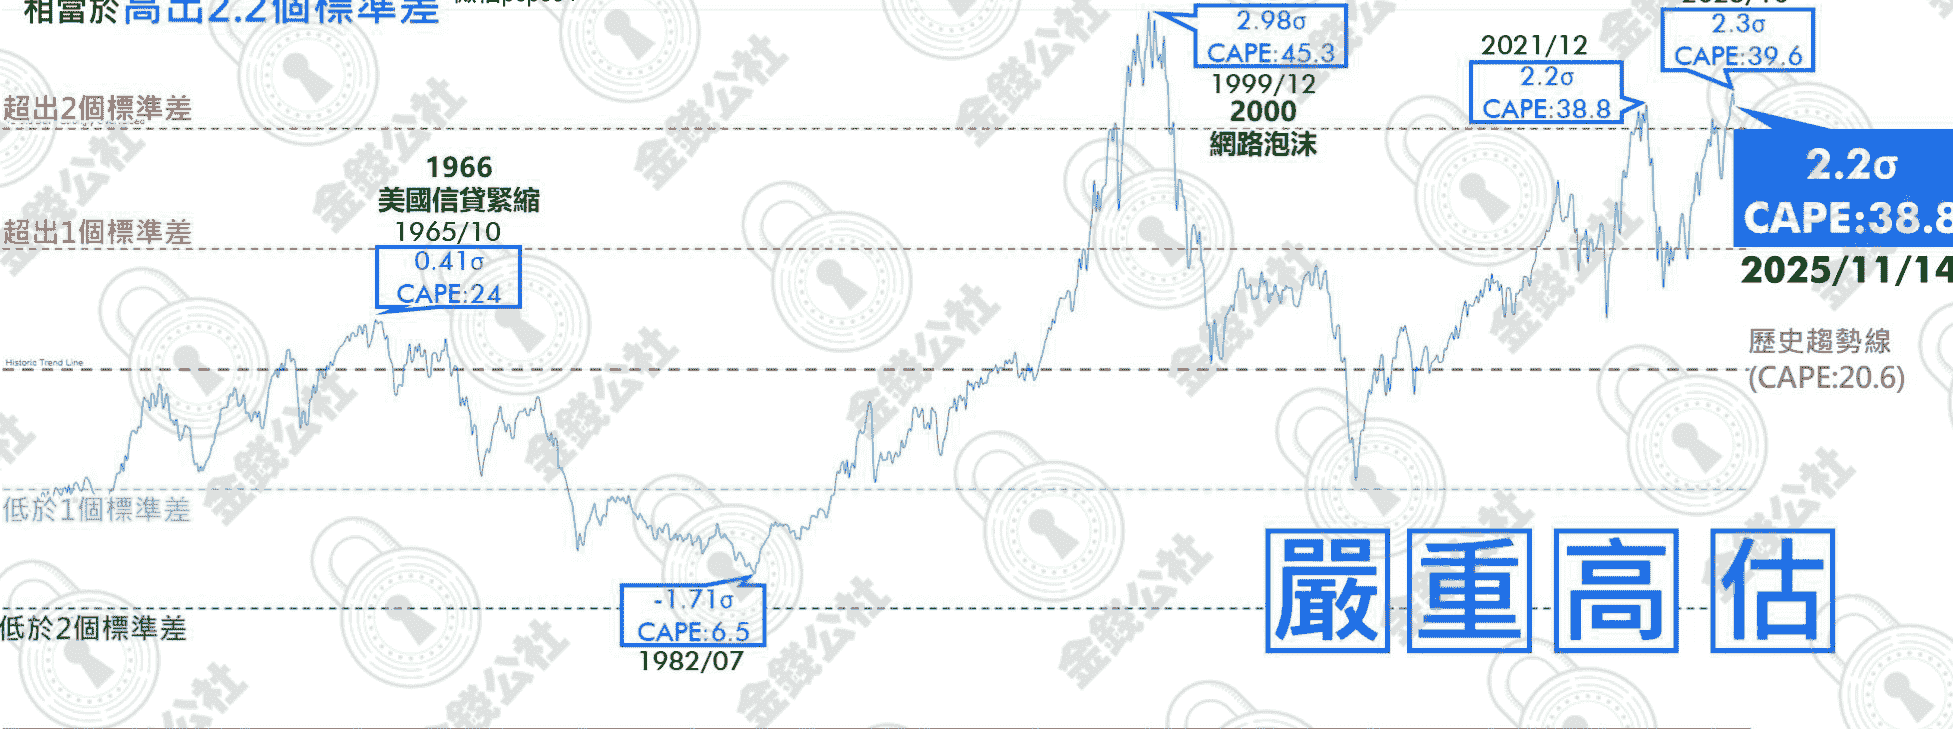 相當於高出2.2個標準差
2.98σ
CAPE:45.3
1999/12
2000
網路泡沫
2021/12
2.2σ
CAPE:38.8
2.3σ
CAPE:39.6
超出2個標準差
1966
美國信貸緊縮
1965/10
0.41σ
CAPE:24
2.2σ
CAPE:38.8
2025/11/14
超出1個標準差
Historic Trend Line
歷史趨勢線
(CAPE:20.6)
低於1個標準差
低於2個標準差
-1.71σ
CAPE:6.5
1982/07
嚴重高估
金錢公社